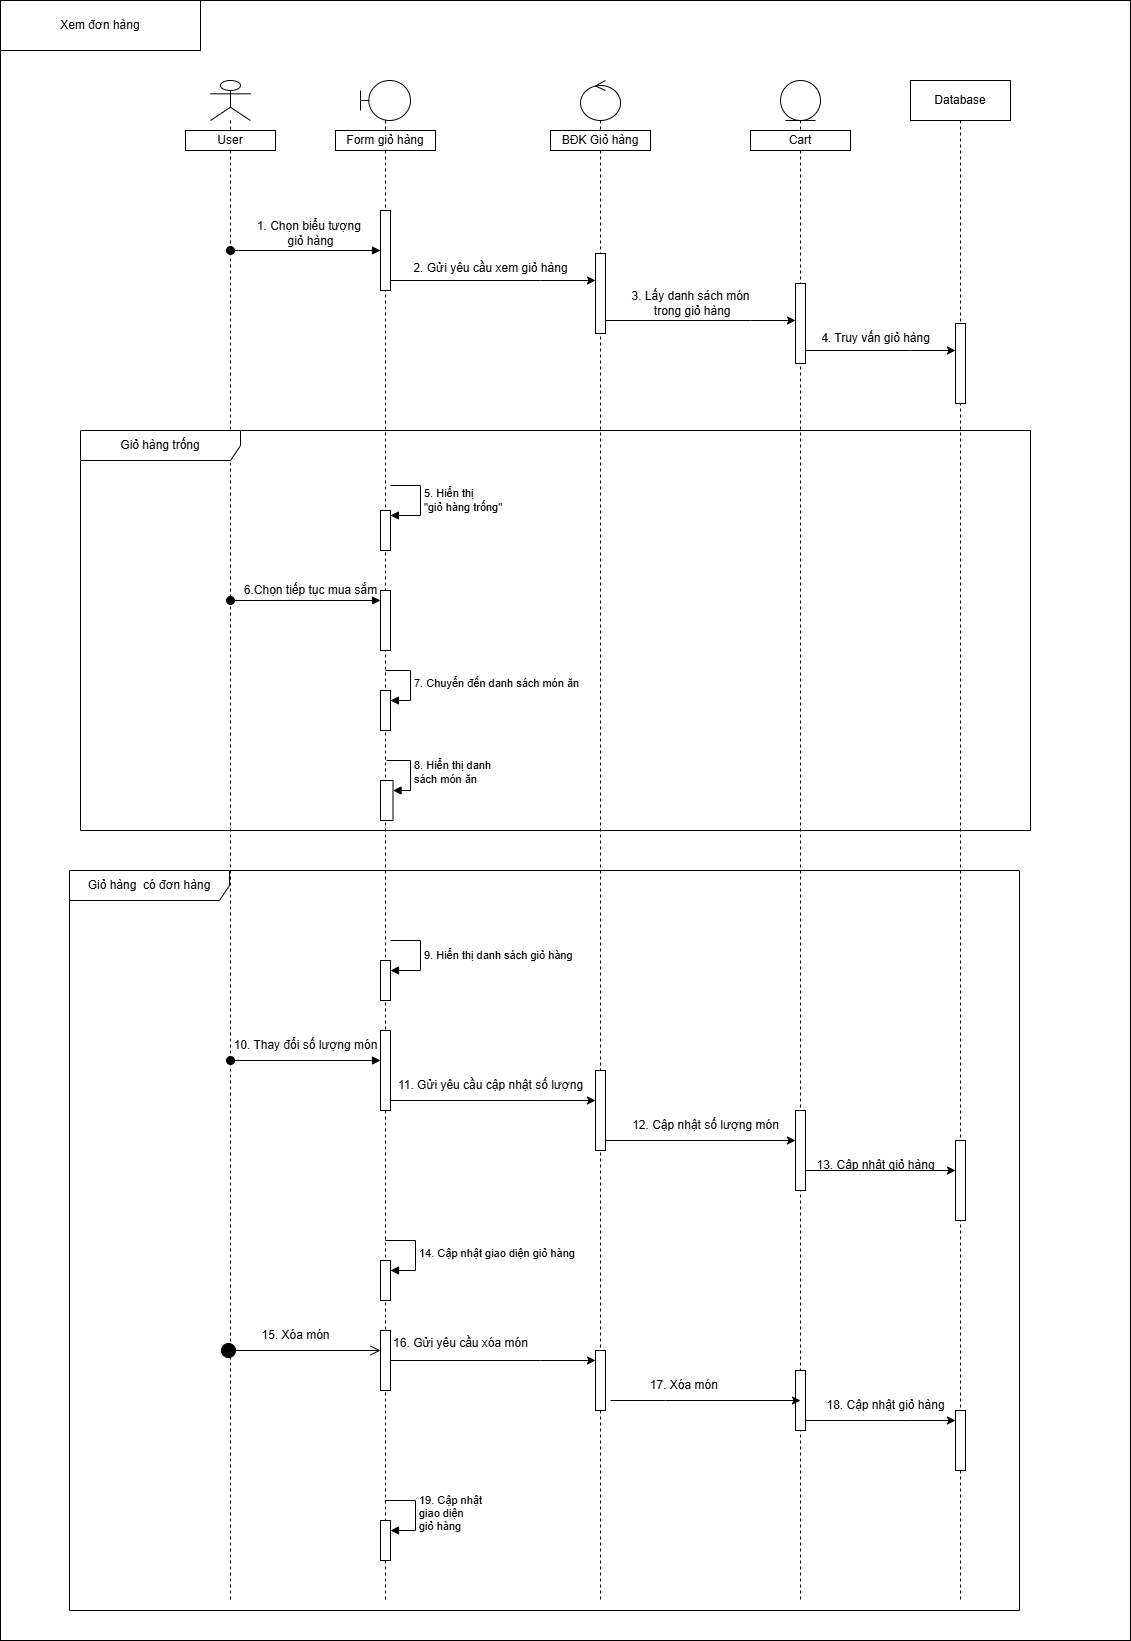 Xem đơn hàng
User
Form giỏ hàng
BĐK Giỏ hàng
Cart
Database
1. Chọn biểu tượng
giỏ hàng
2. Gửi yêu cầu xem giỏ hàng
3. Lấy danh sách món
trong giỏ hàng
4. Truy vấn giỏ hàng
Giỏ hàng trống
5. Hiển thị
"giỏ hàng trống"
6.Chọn tiếp tục mua sắm
7. Chuyển đến danh sách món ăn
8. Hiển thị danh
sách món ăn
Giỏ hàng  có đơn hàng
9. Hiển thị danh sách giỏ hàng
10. Thay đổi số lượng món
11. Gửi yêu cầu cập nhật số lượng
12. Cập nhật số lượng món
13. Cập nhật giỏ hàng
14. Cập nhật giao diện giỏ hàng
15. Xóa món
16. Gửi yêu cầu xóa món
17. Xóa món
18. Cập nhật giỏ hàng
19. Cập nhật
giao diện
giỏ hàng